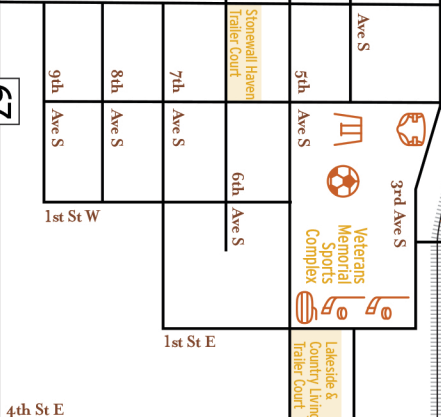 Stonewall Haven
Trailer Court
Ave S
9th
8th
7th
5th
Ave S
Ave S
Ave S
Ave S
67
6th
Ave S
3rd Ave S
1st St W
Veterans
Memorial
Sports
Complex
1st St E
Lakeside &
Country Living
Trailer Court
4th St E